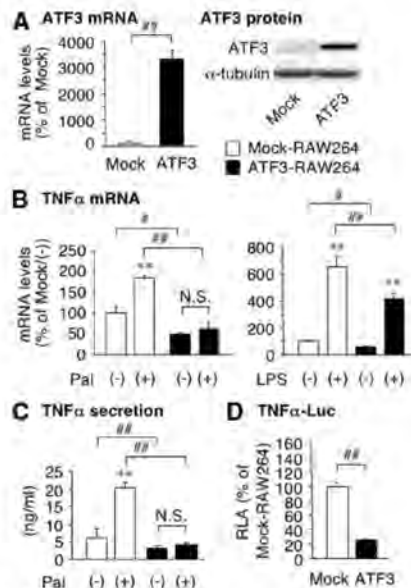 A ATF3 mRNA
ATF3 protein
mRNA levels
(% of Mock)
4000
3000
2000
1000
0
Mock ATF3
ATF3
α-tubulin
Mock
ATF3
Mock-RAW264
ATF3-RAW264
B TNFα mRNA
mRNA levels
(% of Mock/(-))
250
200
150
100
50
0
#
##
**
N.S.
Pal (-) (+) (-) (+)
800
600
400
200
0
#
##
**
**
LPS (-) (+) (-) (+)
C TNFα secretion
(ng/ml)
25
20
15
10
5
0
##
##
**
N.S.
Pal (-) (+) (-) (+)
D TNFα-Luc
RLA (% of
Mock-RAW264)
160
120
100
80
60
40
20
0
##
Mock ATF3